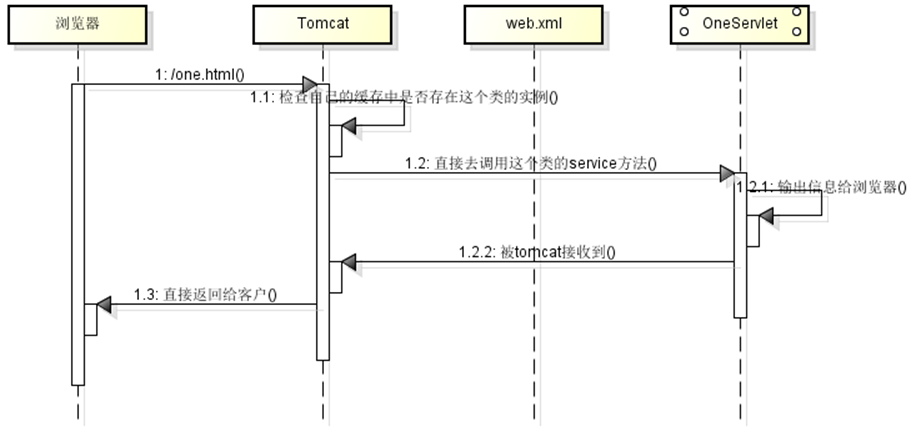 浏览器
Tomcat
web.xml
OneServlet
1: /one.html()
1.1: 检查自己的缓存中是否存在这个类的实例()
1.2: 直接去调用这个类的service方法()
1.2.1: 输出信息给浏览器()
1.2.2: 被tomcat接收到()
1.3: 直接返回给客户()